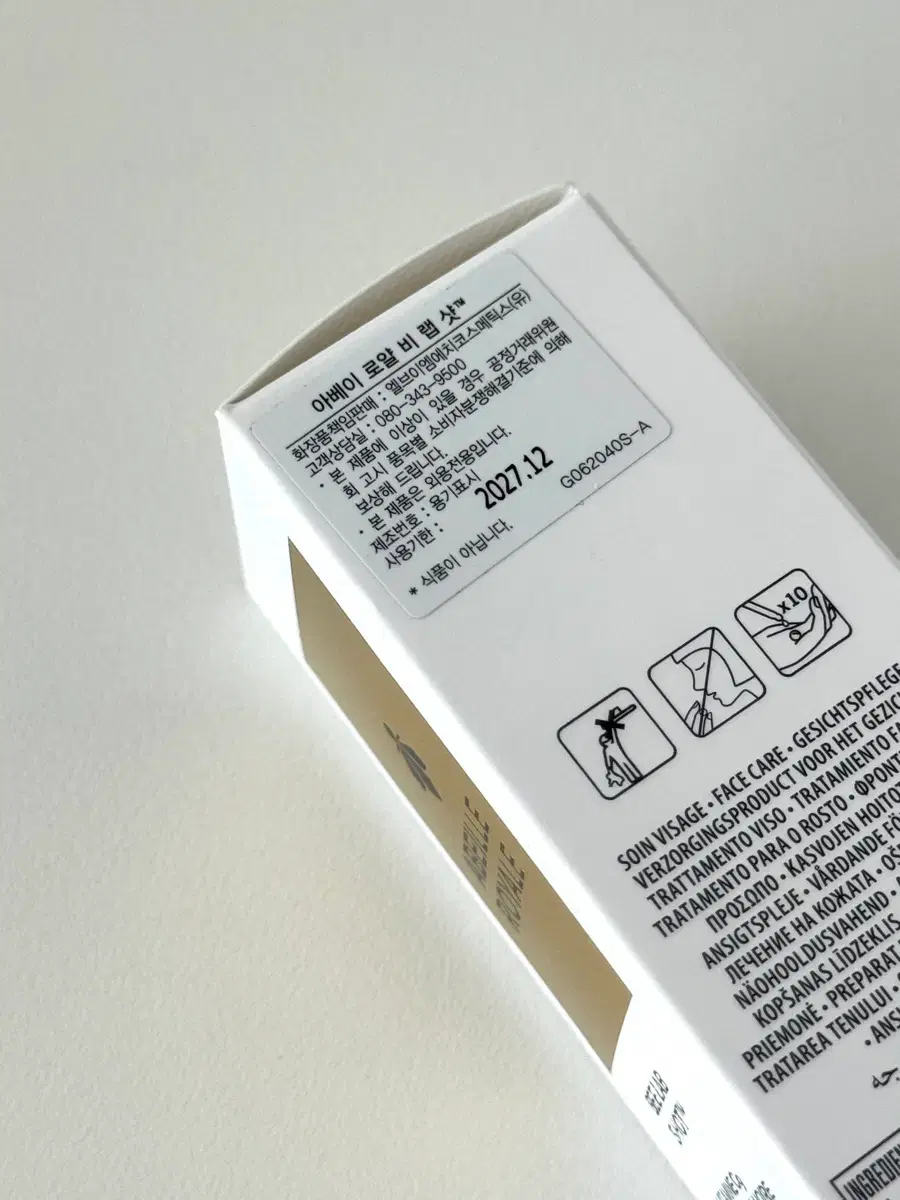 아베이 로얄 비 랩 샷™
화장품책임판매 : 엘브이엠에치코스메틱스(유)
고객상담실 : 080-343-9500
• 본 제품에 이상이 있을 경우 공정거래위원
회 고시 품목별 소비자분쟁해결기준에 의해
보상해 드립니다.
• 본 제품은 외용전용입니다.
제조번호 : 용기표시
사용기한 : 2027.12
G062040S-A
* 식품이 아닙니다.
x10
SOIN VISAGE • FACE CARE • GESICHTSPFLEGE
VERZORGINGSPRODUCT VOOR HET
TRATTAMENTO VISO • TRATAMIENTO
TRATAMENTO PARA O ROSTO •
ΠΡΟΣΩΠΟ • KASVOJEN
ANSIGTSPLEJE • VÅRDANDE
ЛЕЧЕНИЕ НА КОЖАТА •
NÄOHOOLDUSVAHEND •
KOPŠANAS LĪDZEKLIS
PRIEMONĖ • PREPARAT
TRATAREA TENULUI •
•
ABEILLE
ROYALE
BEE LAB
SHOT™